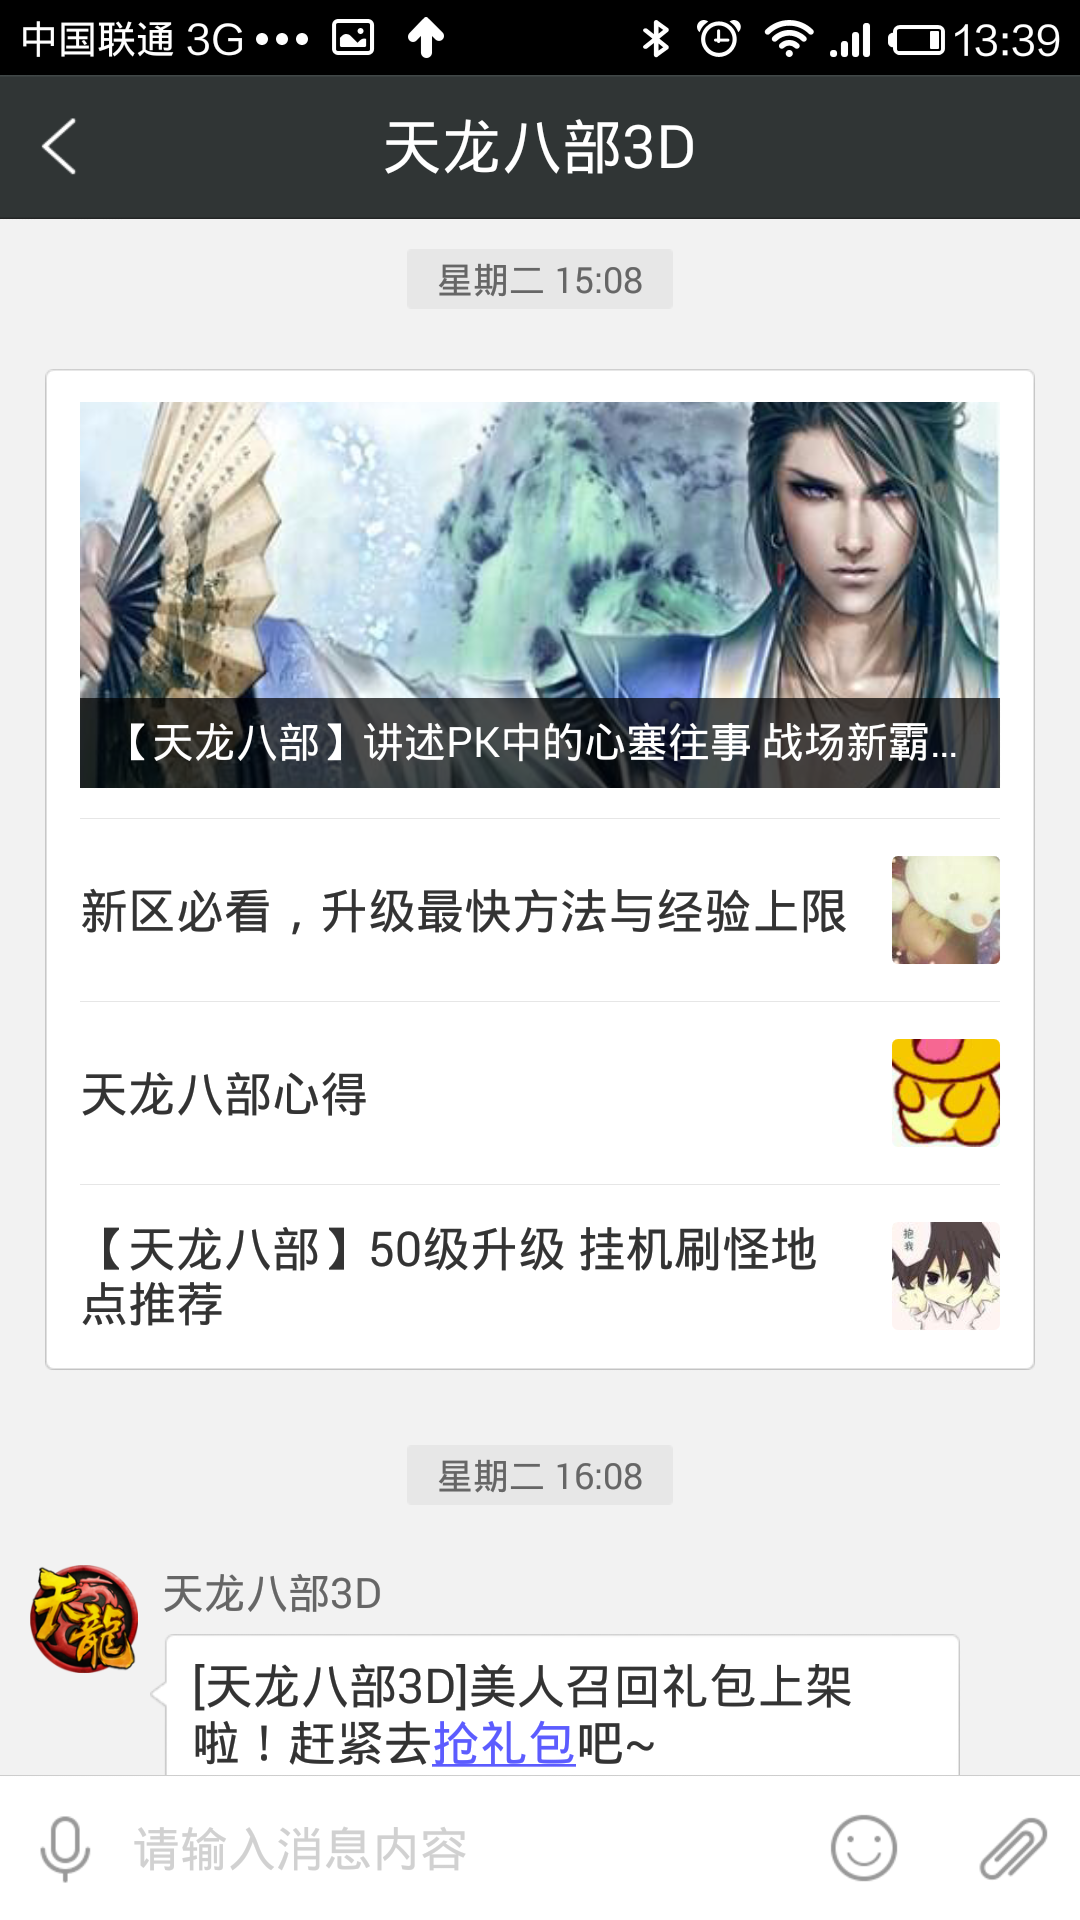 中国联通 3G 13:39
天龙八部3D
星期二 15:08
【天龙八部】讲述PK中的心塞往事 战场新霸...
新区必看，升级最快方法与经验上限
天龙八部心得
【天龙八部】50级升级 挂机刷怪地
点推荐
抱我
星期二 16:08
天龍
天龙八部3D
[天龙八部3D]美人召回礼包上架
啦！赶紧去抢礼包吧~
请输入消息内容